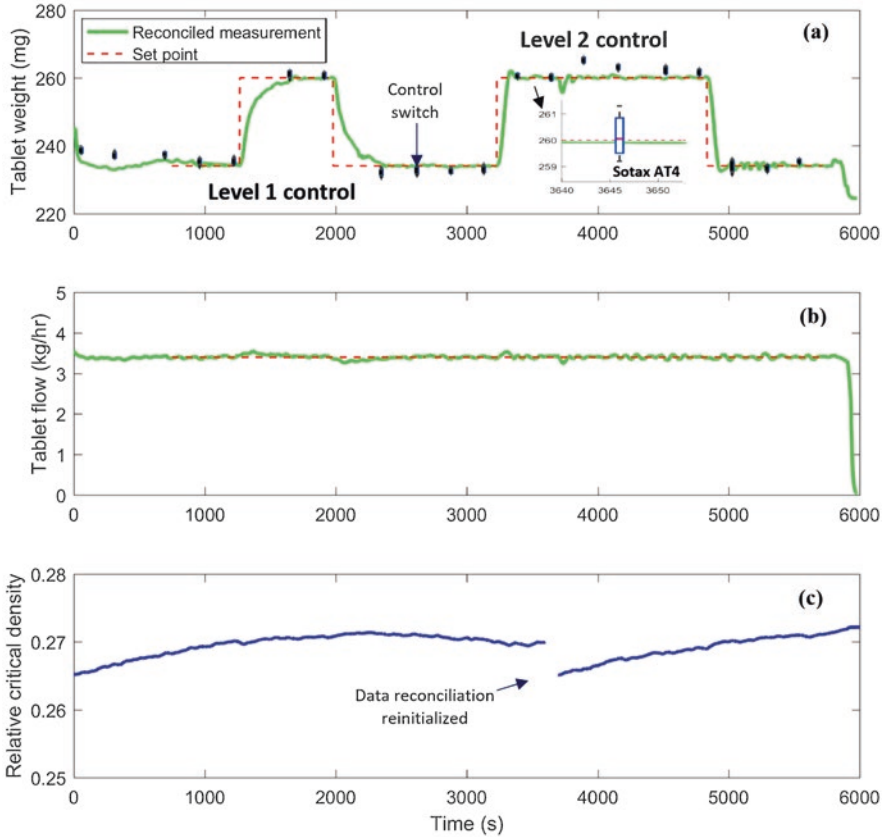 (a)
Reconciled measurement
Set point
Level 2 control
Control
switch
Level 1 control
Sotax AT4
261
260
259
3640 3645 3650
Tablet weight (mg)
280
260
240
220
0 1000 2000 3000 4000 5000 6000
(b)
Tablet flow (kg/hr)
5
4
3
2
1
0
0 1000 2000 3000 4000 5000 6000
(c)
Relative critical density
0.28
0.27
0.26
0.25
Data reconciliation
reinitialized
0 1000 2000 3000 4000 5000 6000
Time (s)